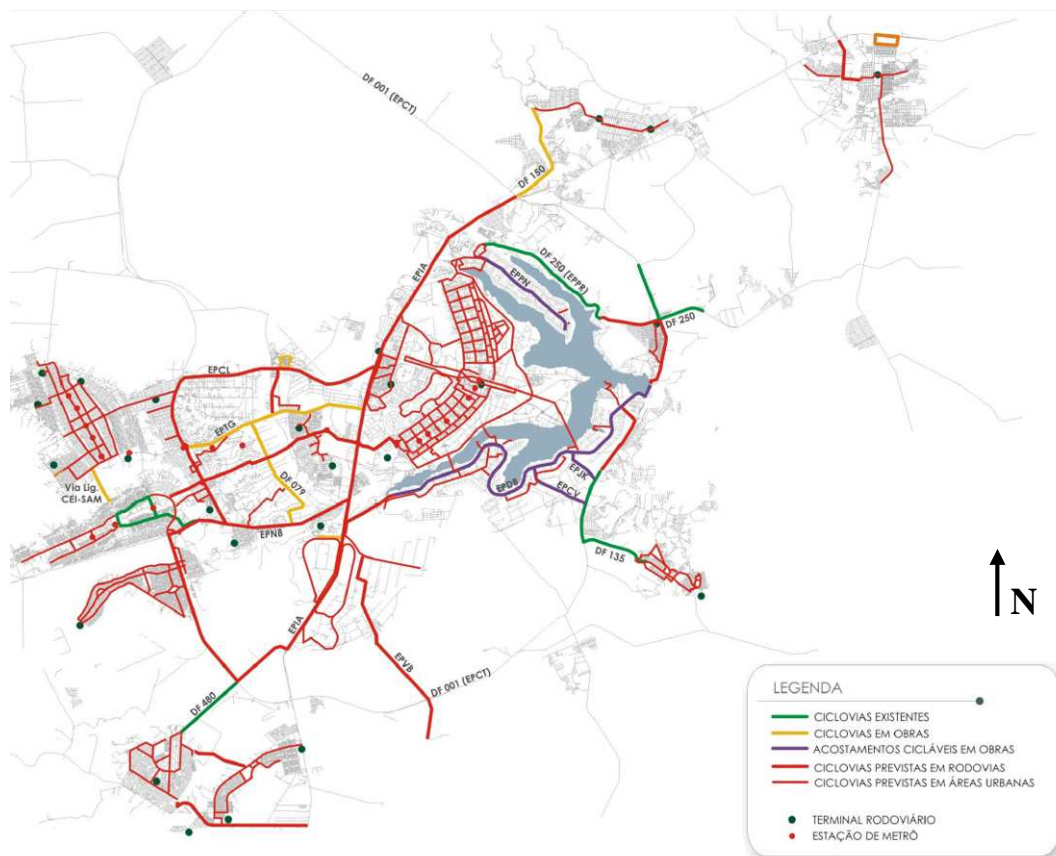 DF 001 (EPCT)
DF 150
EPIA
DF 250 (EPPR)
EPPN
DF 250
EPCL
EPTG
DF 079
Via Lig.
CEI-SAM
EPNB
EPDB
EPJK
EPCV
DF 135
EPIA
EPVB
DF 001 (EPCT)
DF 480
N
LEGENDA
CICLOVIAS EXISTENTES
CICLOVIAS EM OBRAS
ACOSTAMENTOS CICLÁVEIS EM OBRAS
CICLOVIAS PREVISTAS EM RODOVIAS
CICLOVIAS PREVISTAS EM ÁREAS URBANAS
TERMINAL RODOVIÁRIO
ESTAÇÃO DE METRÔ